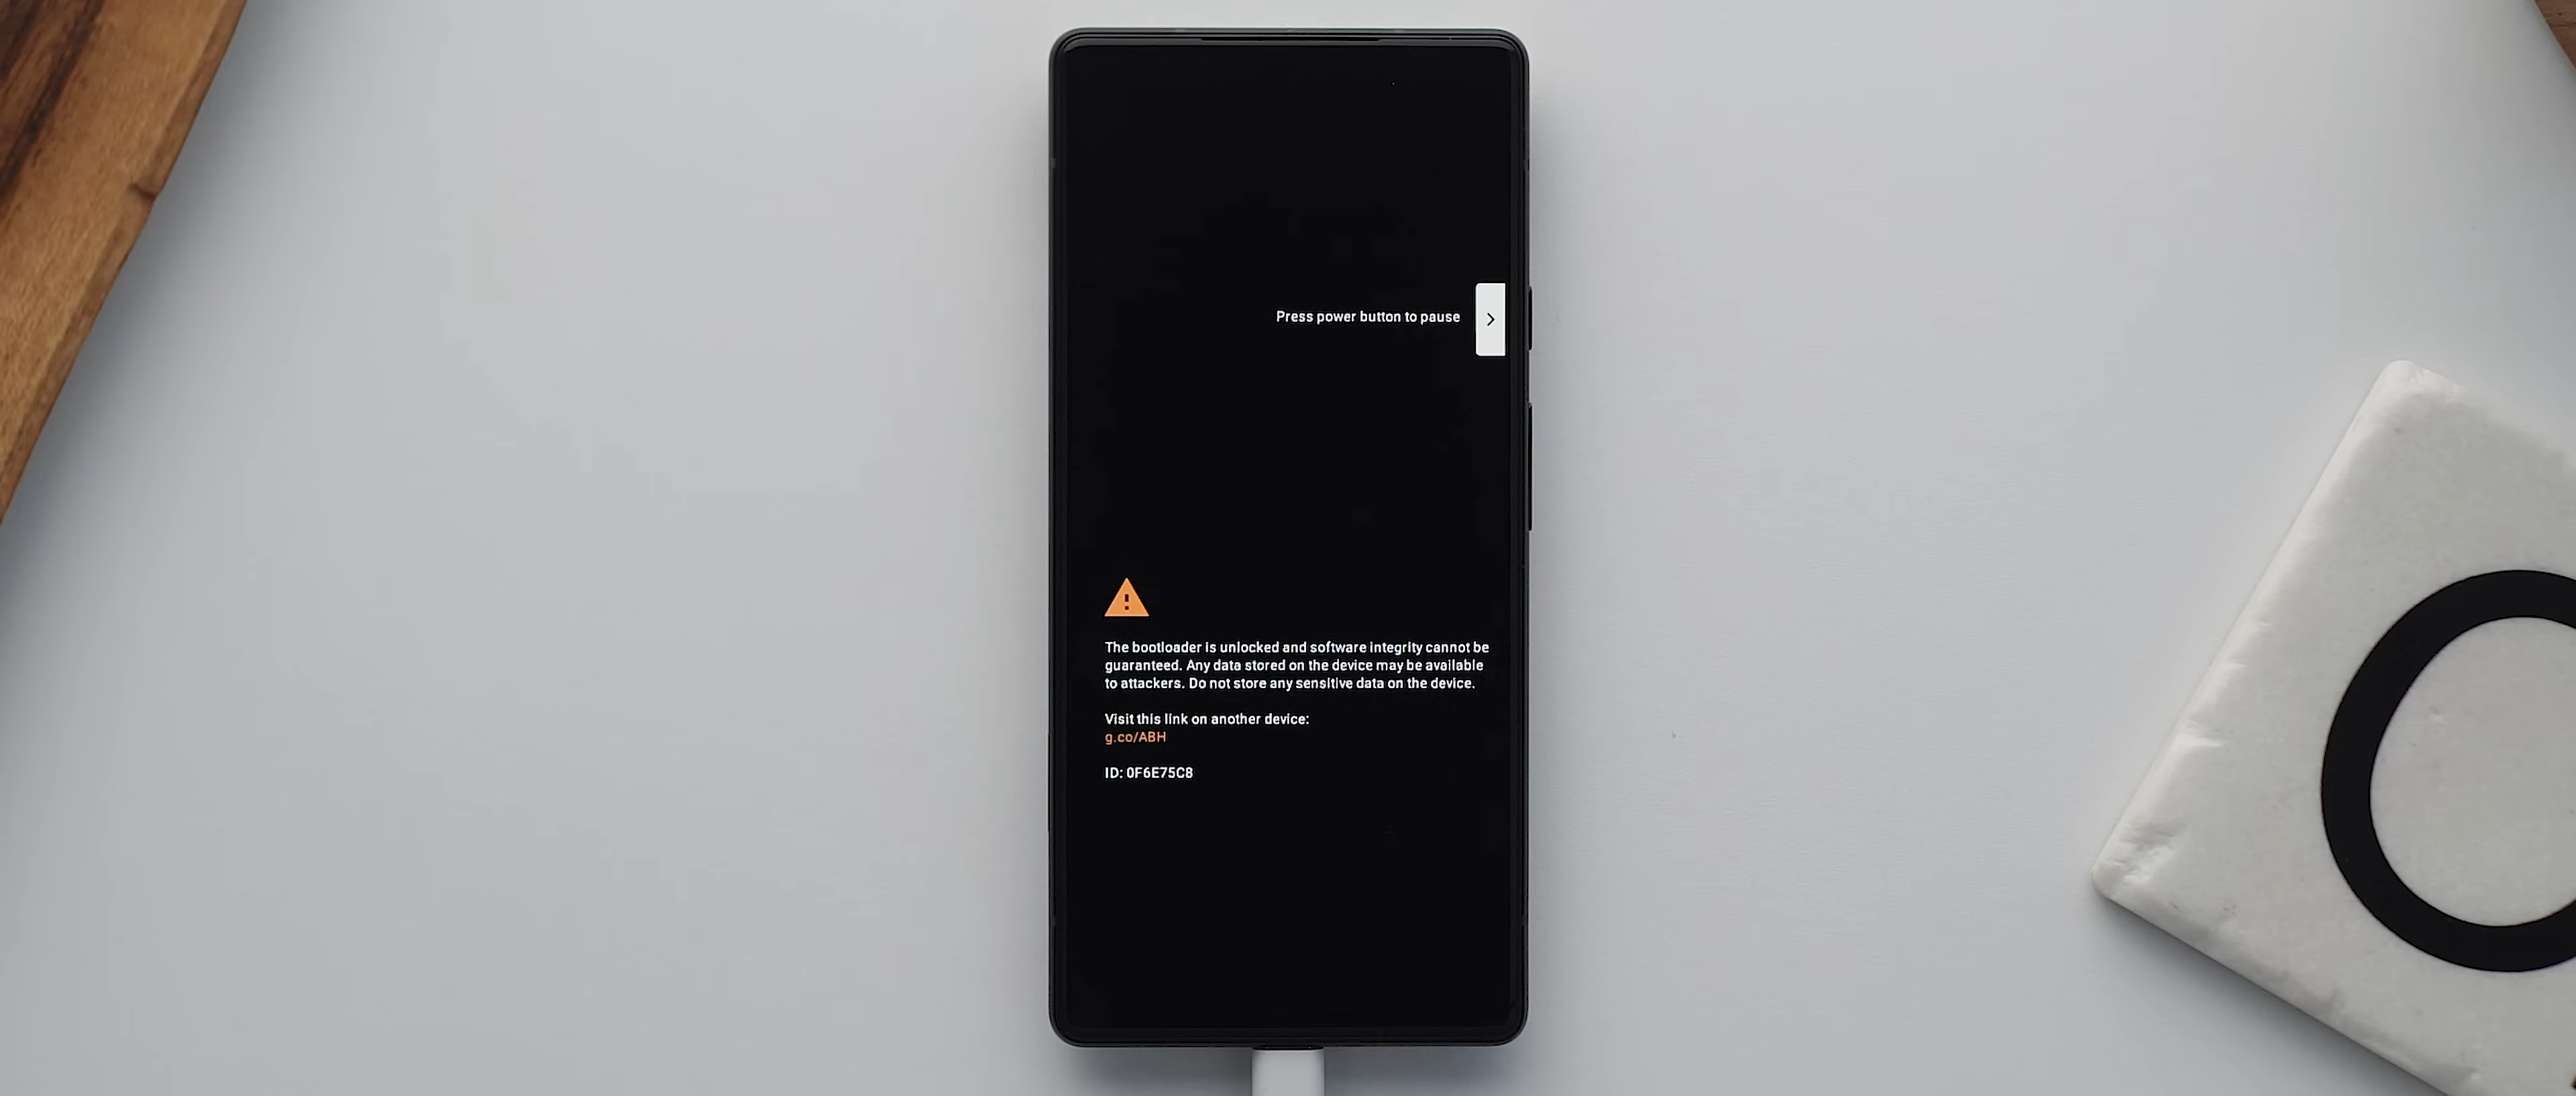 Press power button to pause
The bootloader is unlocked and software integrity cannot be
guaranteed. Any data stored on the device may be available
to attackers. Do not store any sensitive data on the device.
Visit this link on another device:
g.co/ABH
ID: 0F6E75C8